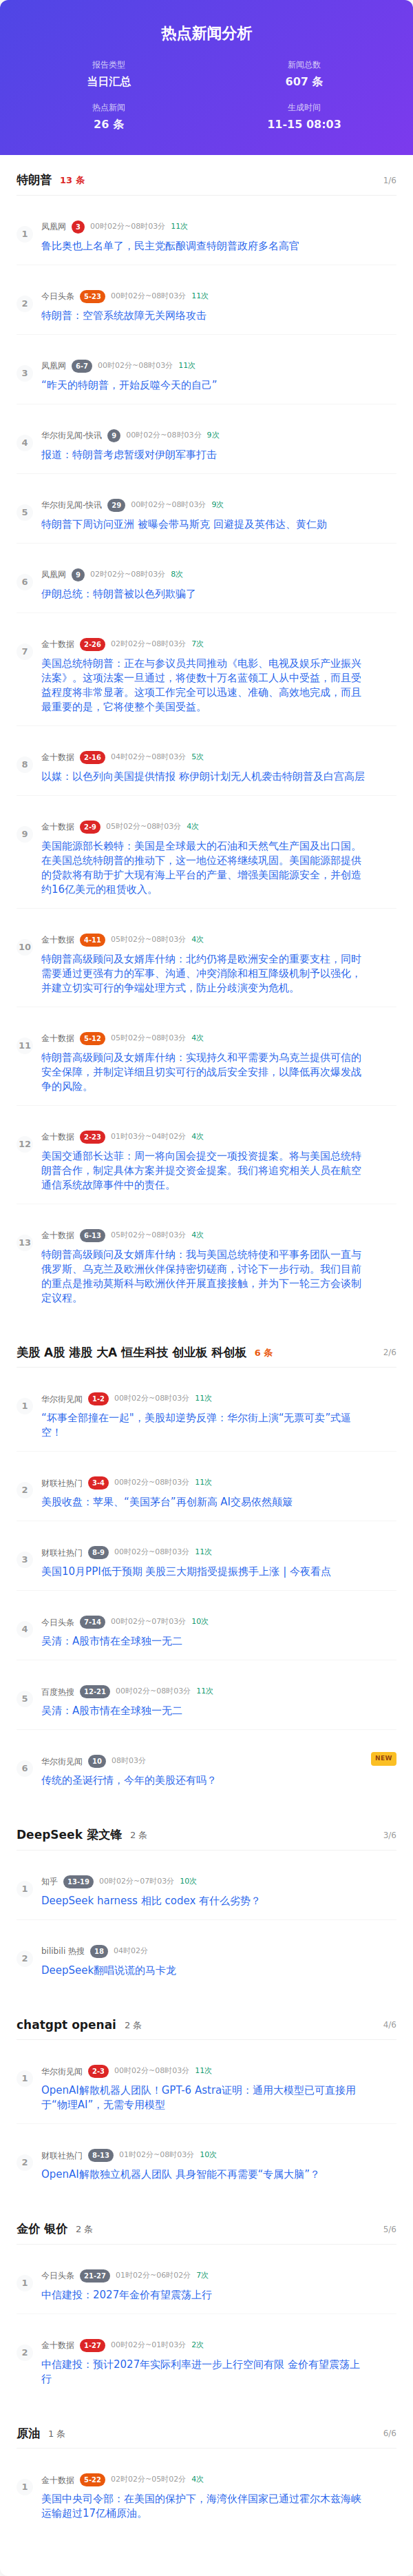 热点新闻分析
报告类型
当日汇总
新闻总数
607 条
热点新闻
26 条
生成时间
11-15 08:03
特朗普 13 条 1/6
1 凤凰网 3 00时02分~08时03分 11次
鲁比奥也上名单了，民主党酝酿调查特朗普政府多名高官
2 今日头条 5-23 00时02分~08时03分 11次
特朗普：空管系统故障无关网络攻击
3 凤凰网 6-7 00时02分~08时03分 11次
“昨天的特朗普，开始反噬今天的自己”
4 华尔街见闻-快讯 9 00时02分~08时03分 9次
报道：特朗普考虑暂缓对伊朗军事打击
5 华尔街见闻-快讯 29 00时02分~08时03分 9次
特朗普下周访问亚洲 被曝会带马斯克 回避提及英伟达、黄仁勋
6 凤凰网 9 02时02分~08时03分 8次
伊朗总统：特朗普被以色列欺骗了
7 金十数据 2-26 02时02分~08时03分 7次
美国总统特朗普：正在与参议员共同推动《电影、电视及娱乐产业振兴
法案》。这项法案一旦通过，将使数十万名蓝领工人从中受益，而且受
益程度将非常显著。这项工作完全可以迅速、准确、高效地完成，而且
最重要的是，它将使整个美国受益。
8 金十数据 2-16 04时02分~08时03分 5次
以媒：以色列向美国提供情报 称伊朗计划无人机袭击特朗普及白宫高层
9 金十数据 2-9 05时02分~08时03分 4次
美国能源部长赖特：美国是全球最大的石油和天然气生产国及出口国。
在美国总统特朗普的推动下，这一地位还将继续巩固。美国能源部提供
的贷款将有助于扩大现有海上平台的产量、增强美国能源安全，并创造
约16亿美元的租赁收入。
10 金十数据 4-11 05时02分~08时03分 4次
特朗普高级顾问及女婿库什纳：北约仍将是欧洲安全的重要支柱，同时
需要通过更强有力的军事、沟通、冲突消除和相互降级机制予以强化，
并建立切实可行的争端处理方式，防止分歧演变为危机。
11 金十数据 5-12 05时02分~08时03分 4次
特朗普高级顾问及女婿库什纳：实现持久和平需要为乌克兰提供可信的
安全保障，并制定详细且切实可行的战后安全安排，以降低再次爆发战
争的风险。
12 金十数据 2-23 01时03分~04时02分 4次
美国交通部长达菲：周一将向国会提交一项投资提案。将与美国总统特
朗普合作，制定具体方案并提交资金提案。我们将追究相关人员在航空
通信系统故障事件中的责任。
13 金十数据 6-13 05时02分~08时03分 4次
特朗普高级顾问及女婿库什纳：我与美国总统特使和平事务团队一直与
俄罗斯、乌克兰及欧洲伙伴保持密切磋商，讨论下一步行动。我们目前
的重点是推动莫斯科与欧洲伙伴开展直接接触，并为下一轮三方会谈制
定议程。
美股 A股 港股 大A 恒生科技 创业板 科创板 6 条 2/6
1 华尔街见闻 1-2 00时02分~08时03分 11次
“坏事全部撞在一起"，美股却逆势反弹：华尔街上演”无票可卖“式逼
空！
2 财联社热门 3-4 00时02分~08时03分 11次
美股收盘：苹果、“美国茅台”再创新高 AI交易依然颠簸
3 财联社热门 8-9 00时02分~08时03分 11次
美国10月PPI低于预期 美股三大期指受提振携手上涨 | 今夜看点
4 今日头条 7-14 00时02分~07时03分 10次
吴清：A股市情在全球独一无二
5 百度热搜 12-21 00时02分~08时03分 11次
吴清：A股市情在全球独一无二
6 华尔街见闻 10 08时03分 NEW
传统的圣诞行情，今年的美股还有吗？
DeepSeek 梁文锋 2 条 3/6
1 知乎 13-19 00时02分~07时03分 10次
DeepSeek harness 相比 codex 有什么劣势？
2 bilibili 热搜 18 04时02分
DeepSeek翻唱说谎的马卡龙
chatgpt openai 2 条 4/6
1 华尔街见闻 2-3 00时02分~08时03分 11次
OpenAI解散机器人团队！GPT-6 Astra证明：通用大模型已可直接用
于“物理AI”，无需专用模型
2 财联社热门 8-13 01时02分~08时03分 10次
OpenAI解散独立机器人团队 具身智能不再需要“专属大脑”？
金价 银价 2 条 5/6
1 今日头条 21-27 01时02分~06时02分 7次
中信建投：2027年金价有望震荡上行
2 金十数据 1-27 00时02分~01时03分 2次
中信建投：预计2027年实际利率进一步上行空间有限 金价有望震荡上
行
原油 1 条 6/6
1 金十数据 5-22 02时02分~05时02分 4次
美国中央司令部：在美国的保护下，海湾伙伴国家已通过霍尔木兹海峡
运输超过17亿桶原油。